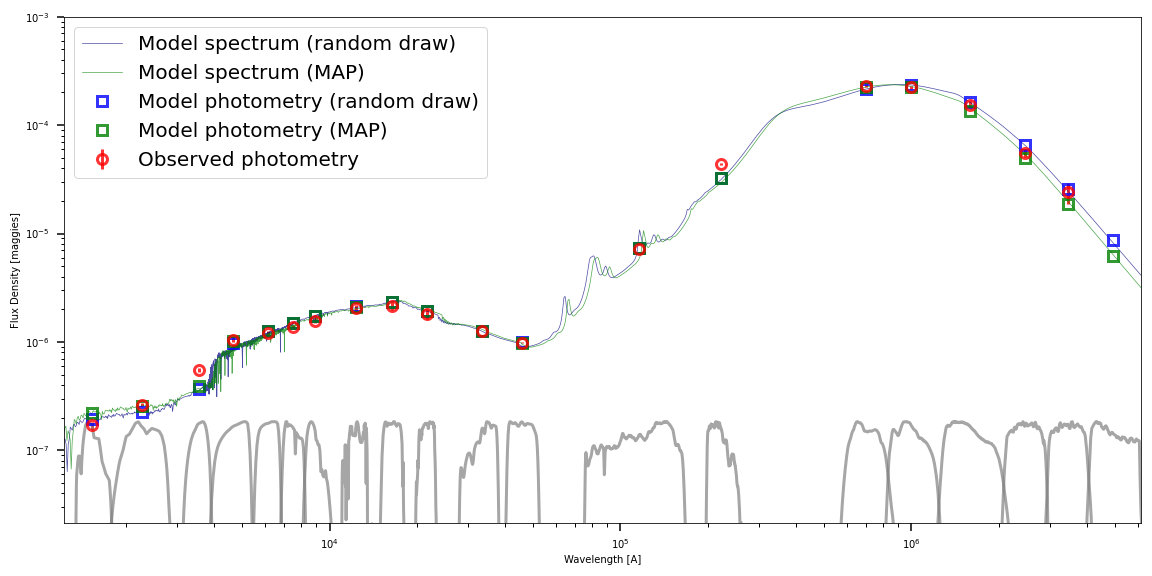 Model spectrum (random draw)
Model spectrum (MAP)
Model photometry (random draw)
Model photometry (MAP)
Observed photometry
Flux Density [maggies]
10⁻³
10⁻⁴
10⁻⁵
10⁻⁶
10⁻⁷
10⁴ 10⁵ 10⁶
Wavelength [A]